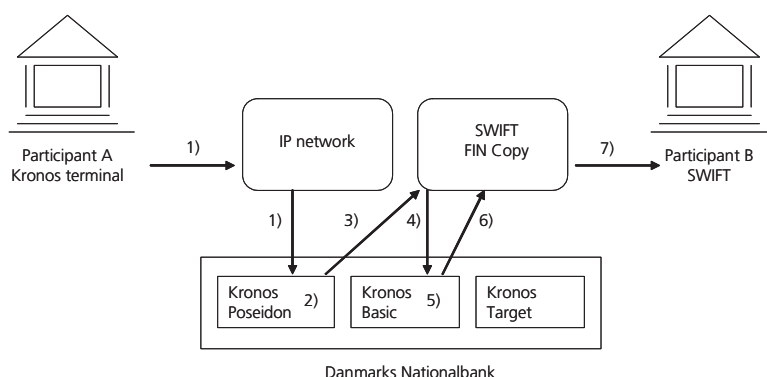 Participant A
Kronos terminal
1)
IP network
SWIFT
FIN Copy
7)
Participant B
SWIFT
1)
3)
4)
6)
Kronos
Poseidon
2)
Kronos
Basic
5)
Kronos
Target
Danmarks Nationalbank